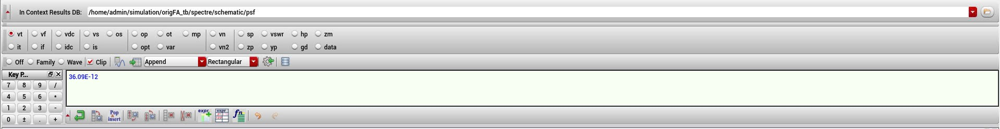 In Context Results DB: /home/admin/simulation/origFA_tb/spectre/schematic/psf
vt vf vdc vs os op ot mp vn sp vswr hp zm
it if idc is opt var vn2 zp yp gd data
Off Family Wave Clip Append Rectangular
Key P...
36.09E-12
7 8 9 /
4 5 6 *
1 2 3 -
0 ± . +
Pop & insert expr expr fn